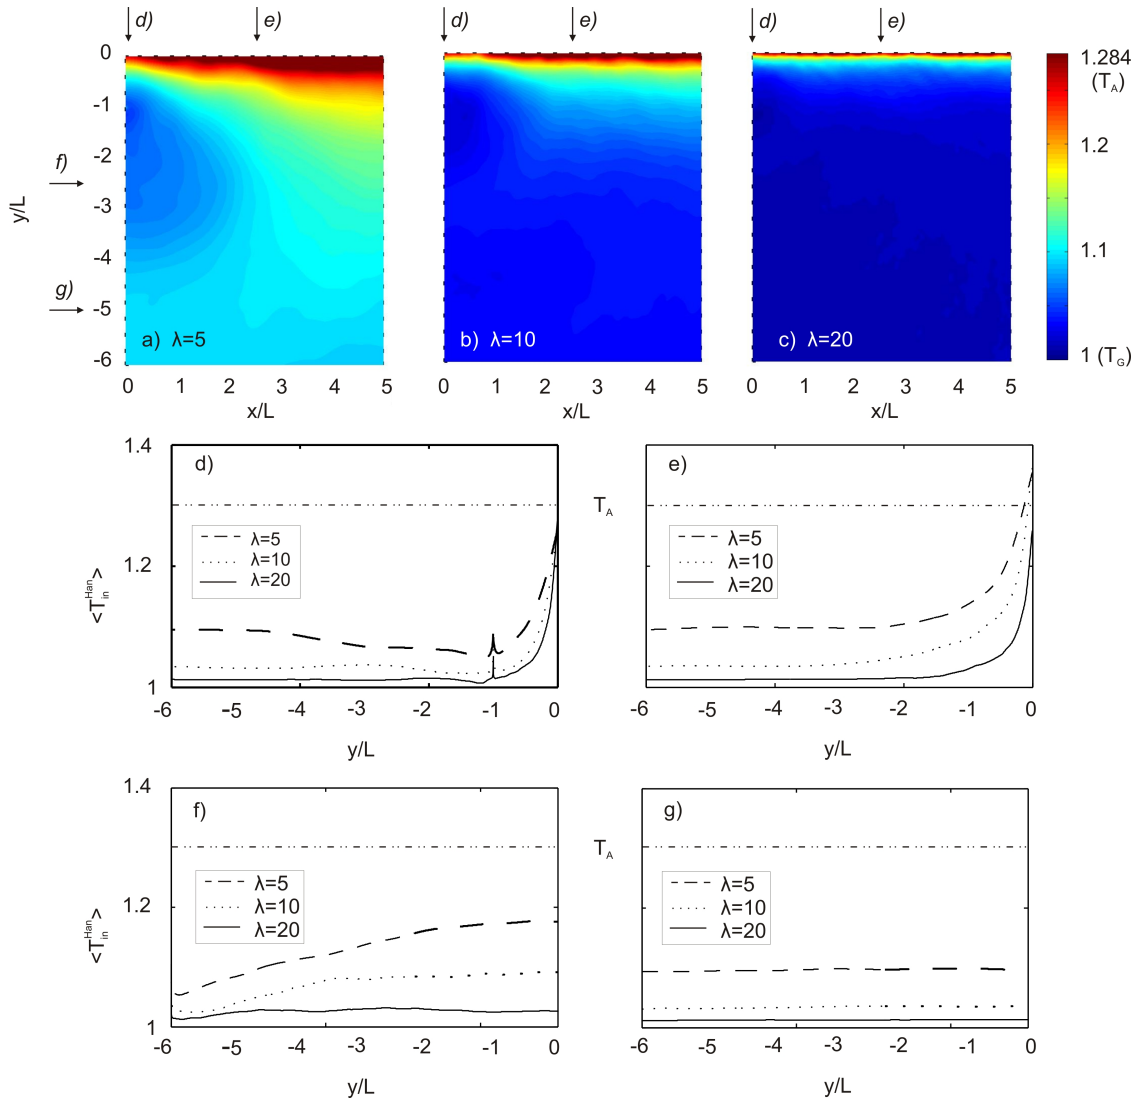 d) e) d) e) d) e)
0
-1
-2
-3
-4
-5
-6
y/L
f)
g)
a) λ=5
b) λ=10
c) λ=20
0 1 2 3 4 5
x/L
0 1 2 3 4 5
x/L
0 1 2 3 4 5
x/L
1.284
(T_A)
1.2
1.1
1 (T_G)
d)
1.4
1.2
1
<T_in^Han>
λ=5
λ=10
λ=20
-6 -5 -4 -3 -2 -1 0
y/L
T_A
e)
λ=5
λ=10
λ=20
-6 -5 -4 -3 -2 -1 0
y/L
f)
1.4
1.2
1
<T_in^Han>
λ=5
λ=10
λ=20
-6 -5 -4 -3 -2 -1 0
y/L
T_A
g)
λ=5
λ=10
λ=20
-6 -5 -4 -3 -2 -1 0
y/L